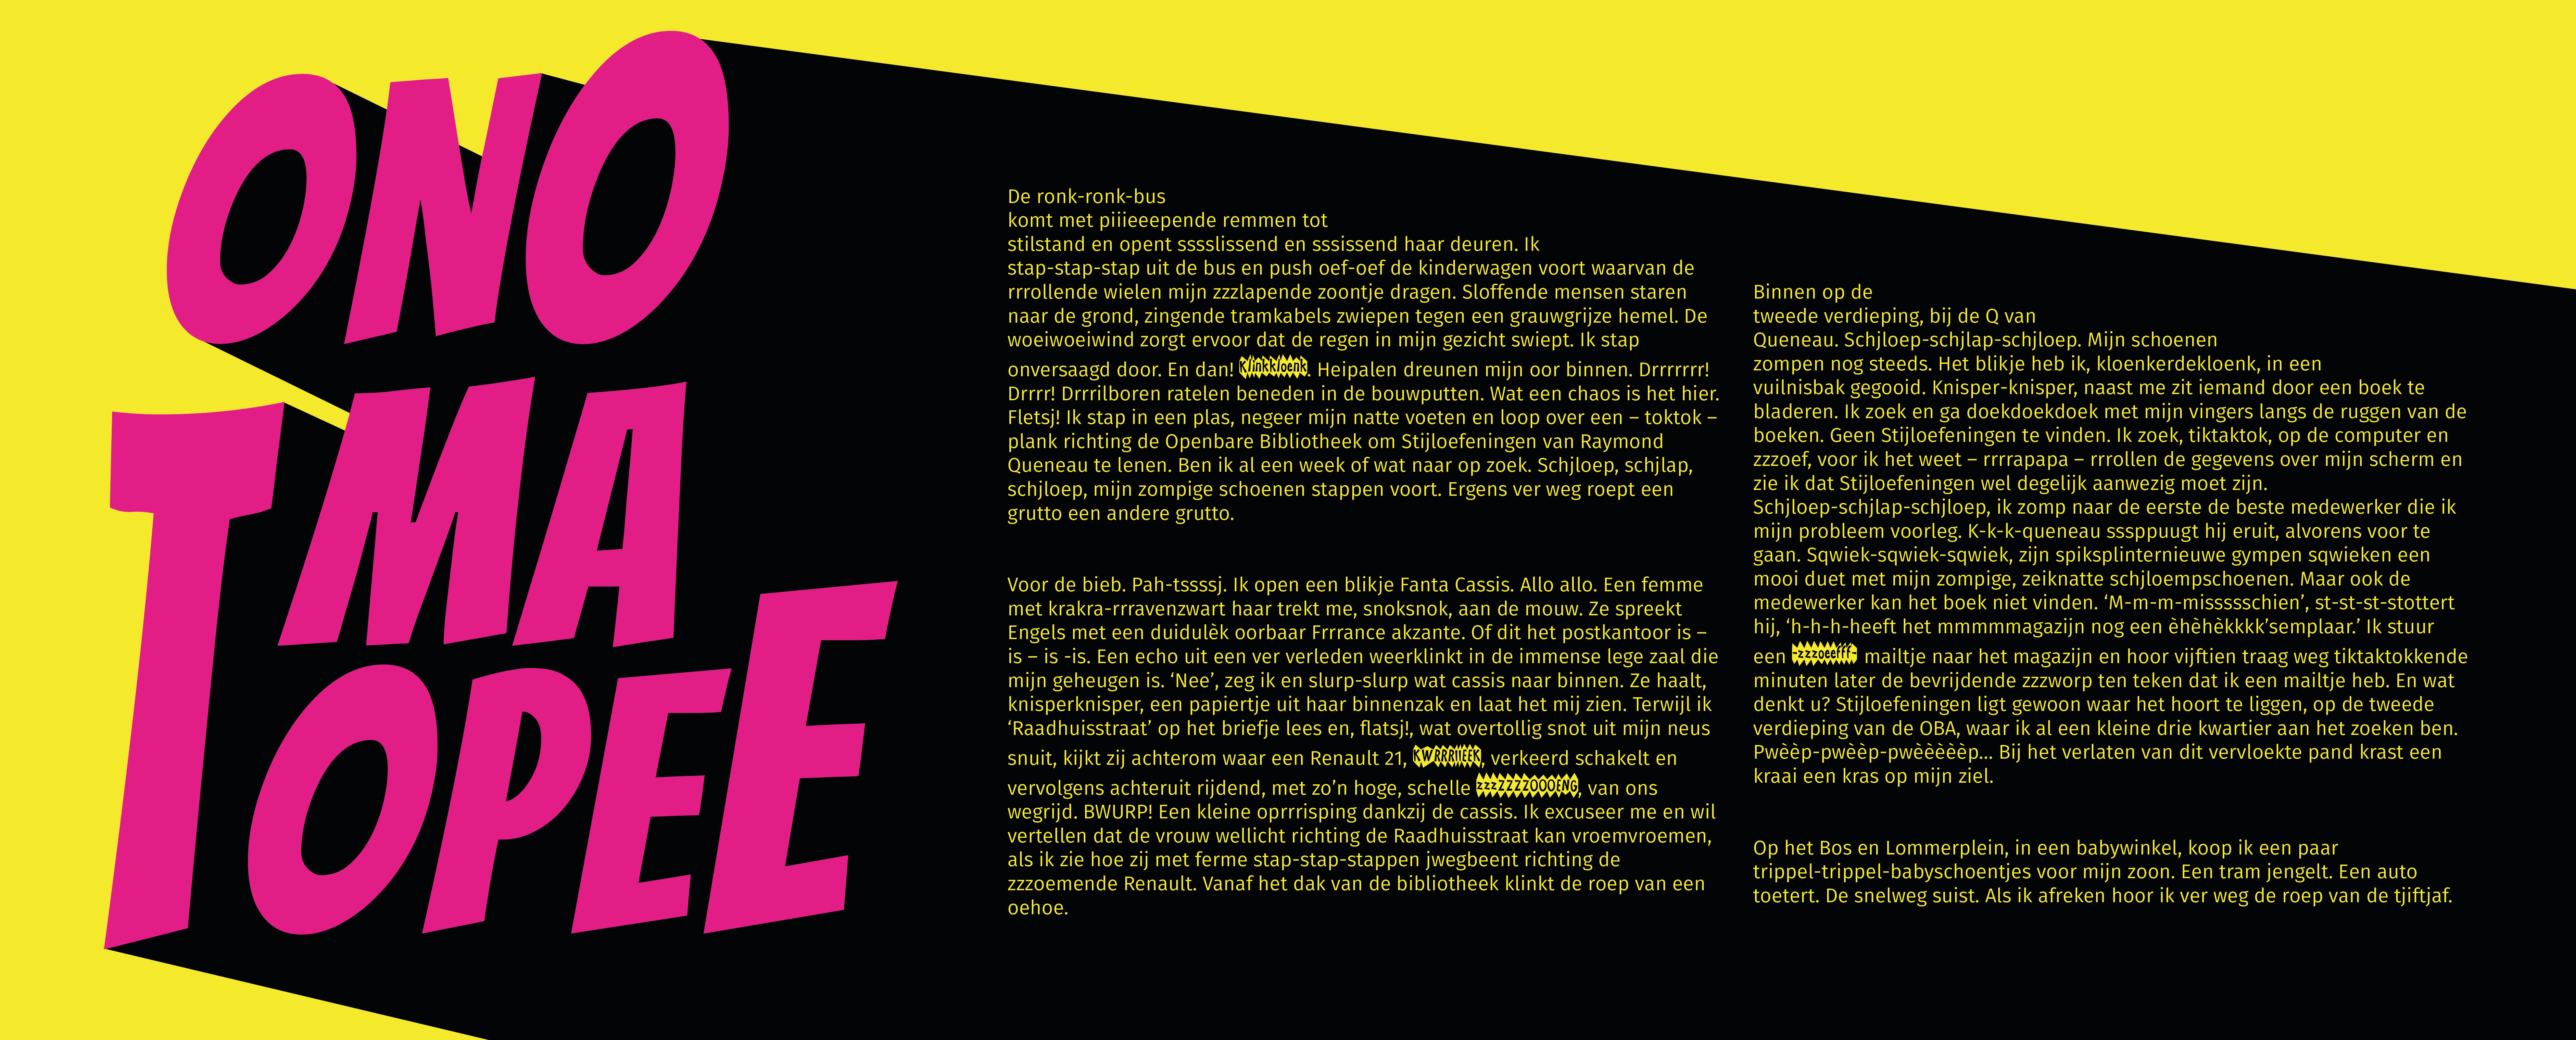 ONO
MA
TOPEE
De ronk-ronk-bus
komt met piiieeepende remmen tot
stilstand en opent sssslissend en sssissend haar deuren. Ik
stap-stap-stap uit de bus en push oef-oef de kinderwagen voort waarvan de
rrrollende wielen mijn zzzlapende zoontje dragen. Sloffende mensen staren
naar de grond, zingende tramkabels zwiepen tegen een grauwgrijze hemel. De
woeiwoeiwind zorgt ervoor dat de regen in mijn gezicht swiept. Ik stap
onversaagd door. En dan! Klinkkloenk. Heipalen dreunen mijn oor binnen. Drrrrrrr!
Drrrr! Drrrilboren ratelen beneden in de bouwputten. Wat een chaos is het hier.
Fletsj! Ik stap in een plas, negeer mijn natte voeten en loop over een – toktok –
plank richting de Openbare Bibliotheek om Stijloefeningen van Raymond
Queneau te lenen. Ben ik al een week of wat naar op zoek. Schjloep, schjlap,
schjloep, mijn zompige schoenen stappen voort. Ergens ver weg roept een
grutto een andere grutto.
Voor de bieb. Pah-tssssj. Ik open een blikje Fanta Cassis. Allo allo. Een femme
met krakra-rrravenzwart haar trekt me, snoksnok, aan de mouw. Ze spreekt
Engels met een duidulèk oorbaar Frrrance akzante. Of dit het postkantoor is –
is – is -is. Een echo uit een ver verleden weerklinkt in de immense lege zaal die
mijn geheugen is. ‘Nee’, zeg ik en slurp-slurp wat cassis naar binnen. Ze haalt,
knisperknisper, een papiertje uit haar binnenzak en laat het mij zien. Terwijl ik
‘Raadhuisstraat’ op het briefje lees en, flatsj!, wat overtollig snot uit mijn neus
snuit, kijkt zij achterom waar een Renault 21, KWRRRIIEEK, verkeerd schakelt en
vervolgens achteruit rijdend, met zo’n hoge, schelle zzzZZZZZOOOENG, van ons
wegrijd. BWURP! Een kleine oprrrisping dankzij de cassis. Ik excuseer me en wil
vertellen dat de vrouw wellicht richting de Raadhuisstraat kan vroemvroemen,
als ik zie hoe zij met ferme stap-stap-stappen jwegbeent richting de
zzzoemende Renault. Vanaf het dak van de bibliotheek klinkt de roep van een
oehoe.
Binnen op de
tweede verdieping, bij de Q van
Queneau. Schjloep-schjlap-schjloep. Mijn schoenen
zompen nog steeds. Het blikje heb ik, kloenkerdekloenk, in een
vuilnisbak gegooid. Knisper-knisper, naast me zit iemand door een boek te
bladeren. Ik zoek en ga doekdoekdoek met mijn vingers langs de ruggen van de
boeken. Geen Stijloefeningen te vinden. Ik zoek, tiktaktok, op de computer en
zzzoef, voor ik het weet – rrrrapapa – rrrollen de gegevens over mijn scherm en
zie ik dat Stijloefeningen wel degelijk aanwezig moet zijn.
Schjloep-schjlap-schjloep, ik zomp naar de eerste de beste medewerker die ik
mijn probleem voorleg. K-k-k-queneau sssppuugt hij eruit, alvorens voor te
gaan. Sqwiek-sqwiek-sqwiek, zijn spiksplinternieuwe gympen sqwieken een
mooi duet met mijn zompige, zeiknatte schjloempschoenen. Maar ook de
medewerker kan het boek niet vinden. ‘M-m-m-misssssschien’, st-st-st-stottert
hij, ‘h-h-h-heeft het mmmmmagazijn nog een èhèhèkkkk’semplaar.’ Ik stuur
een -zzzoeerfff- mailtje naar het magazijn en hoor vijftien traag weg tiktaktokkende
minuten later de bevrijdende zzzworp ten teken dat ik een mailtje heb. En wat
denkt u? Stijloefeningen ligt gewoon waar het hoort te liggen, op de tweede
verdieping van de OBA, waar ik al een kleine drie kwartier aan het zoeken ben.
Pwèèp-pwèèp-pwèèèèèp... Bij het verlaten van dit vervloekte pand krast een
kraai een kras op mijn ziel.
Op het Bos en Lommerplein, in een babywinkel, koop ik een paar
trippel-trippel-babyschoentjes voor mijn zoon. Een tram jengelt. Een auto
toetert. De snelweg suist. Als ik afreken hoor ik ver weg de roep van de tjiftjaf.